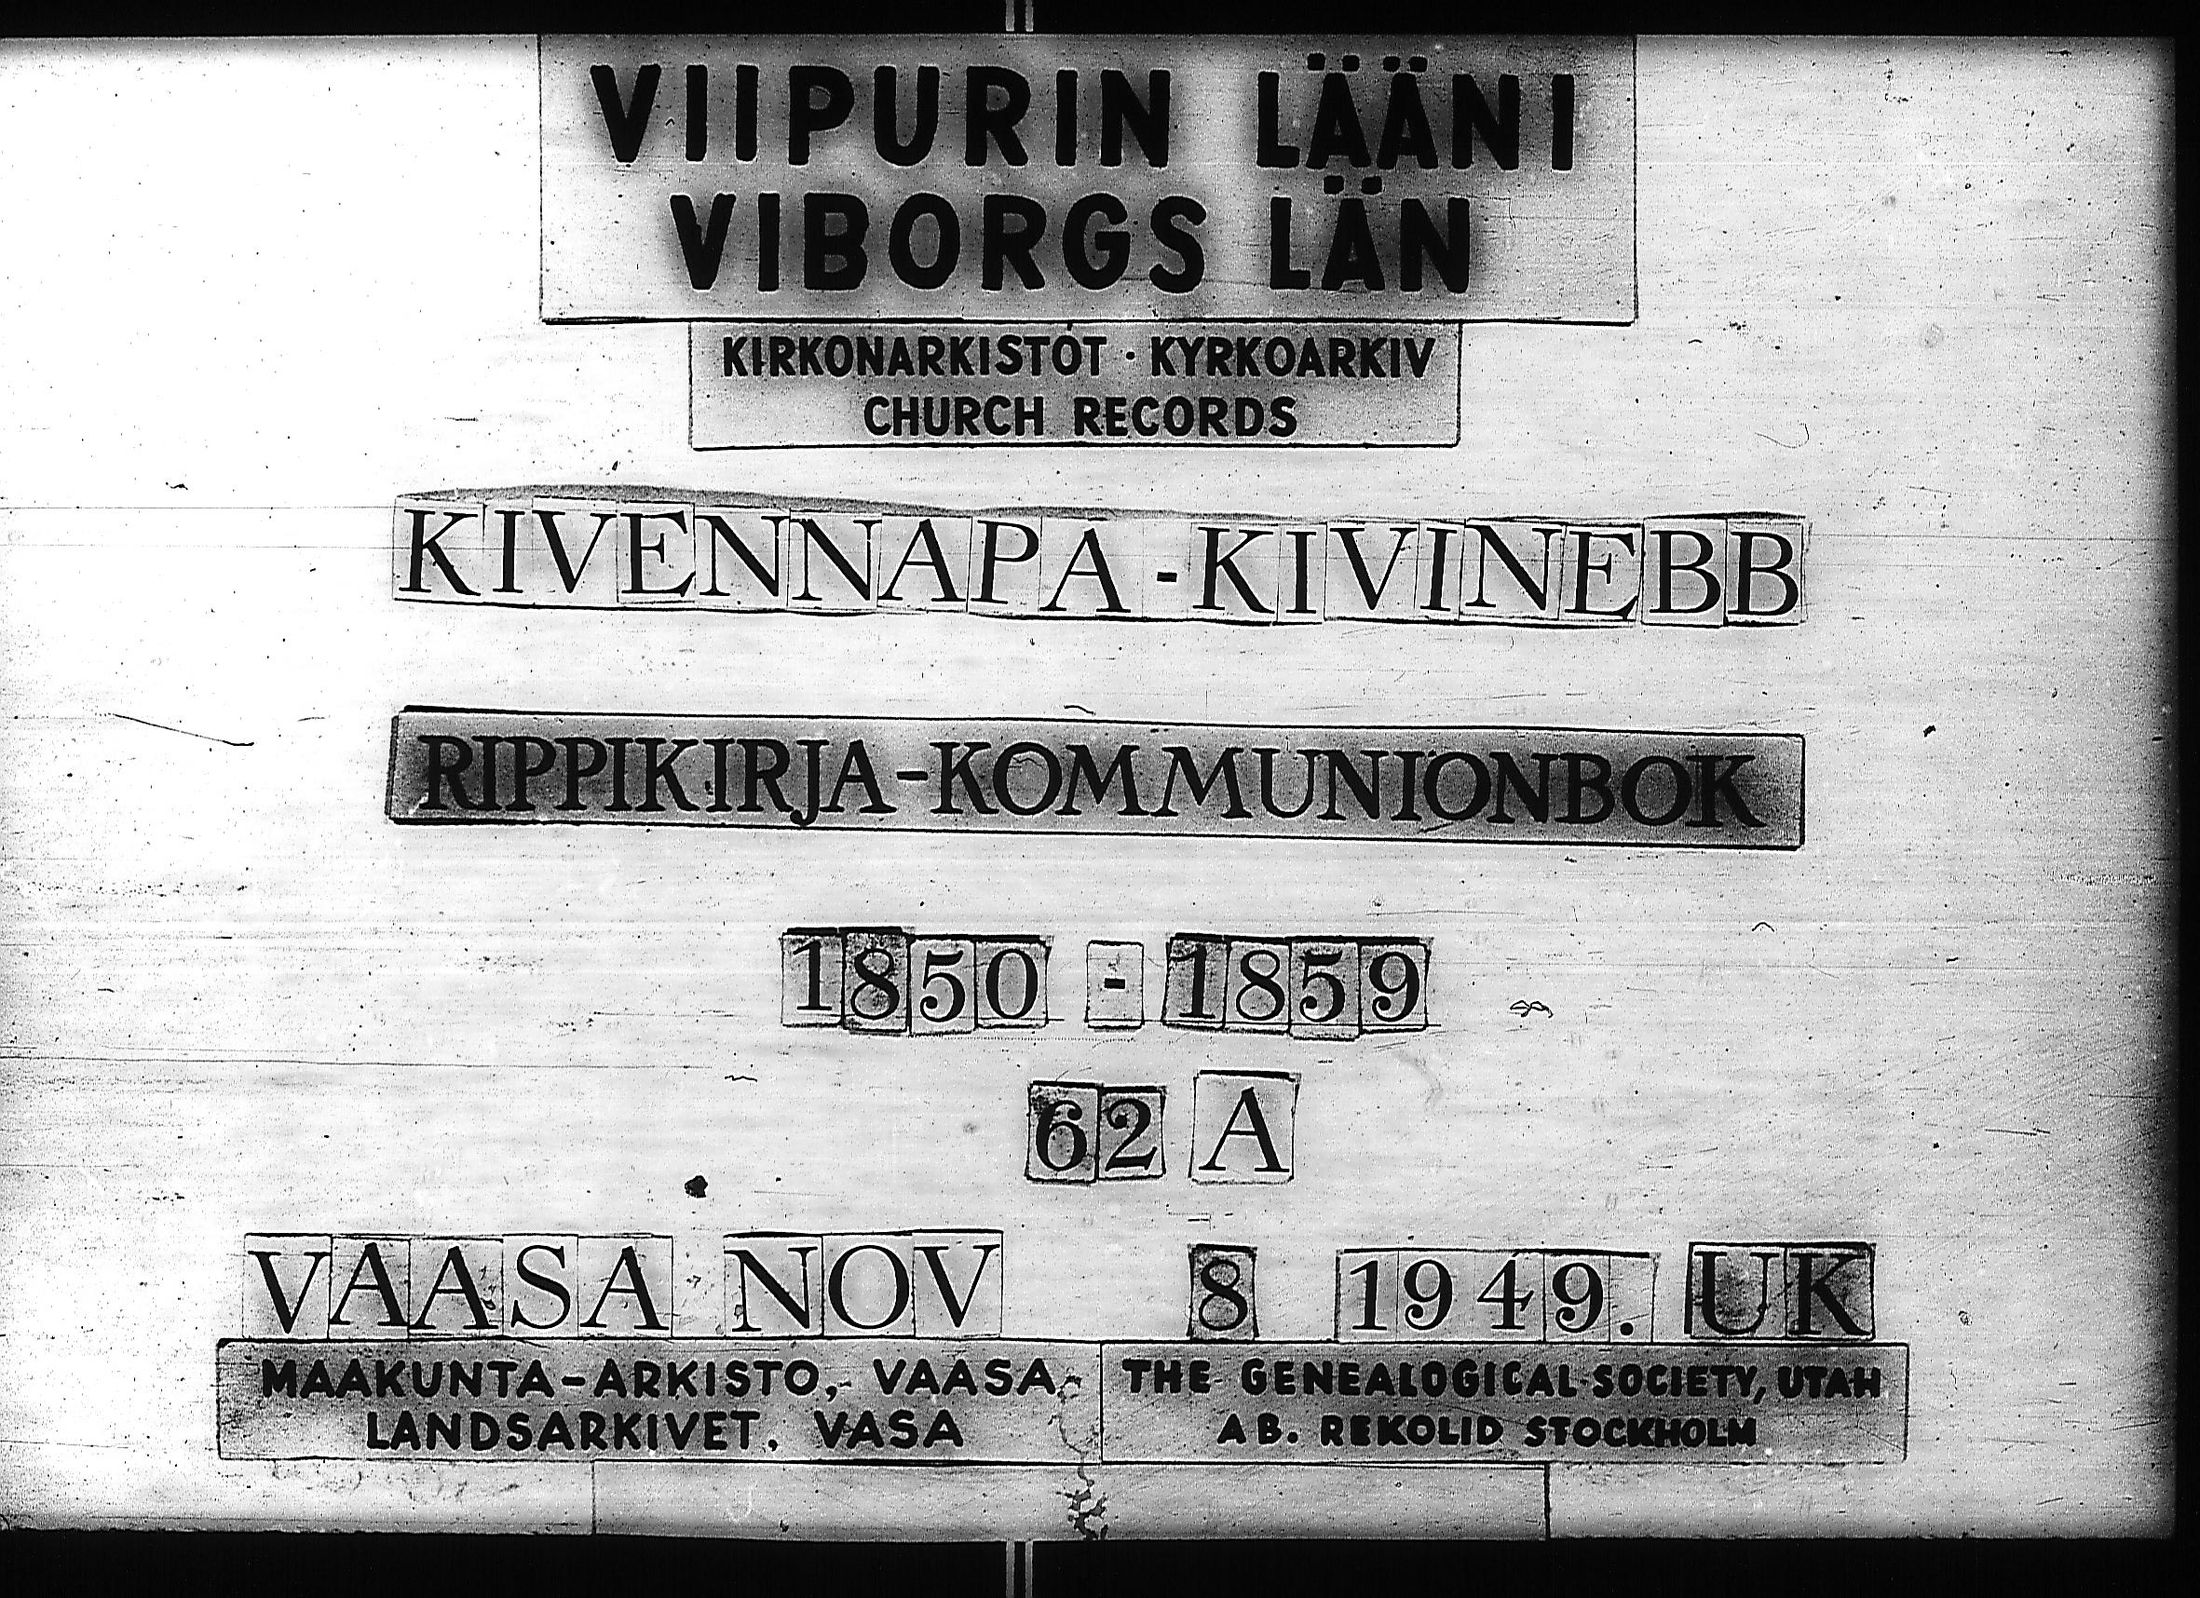 VIIPURIN LÄÄNI
VIBORGS LÄN
KIRKONARKISTOT · KYRKOARKIV
CHURCH RECORDS
KIVENNAPA-KIVINEBB
RIPPIKIRJA-KOMMUNIONBOK
1850 - 1859
62 A
VAASA NOV 8 1949. UK
MAAKUNTA-ARKISTO, VAASA
LANDSARKIVET, VASA
THE GENEALOGICAL SOCIETY, UTAH
AB. REKOLID STOCKHOLM